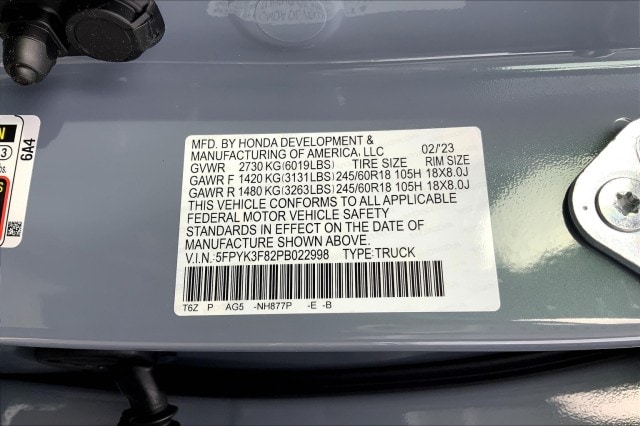 MFD. BY HONDA DEVELOPMENT &
MANUFACTURING OF AMERICA, LLC 02/'23
GVWR 2730 KG(6019LBS) TIRE SIZE RIM SIZE
GAWR F 1420 KG(3131LBS) 245/60R18 105H 18X8.0J
GAWR R 1480 KG(3263LBS) 245/60R18 105H 18X8.0J
THIS VEHICLE CONFORMS TO ALL APPLICABLE
FEDERAL MOTOR VEHICLE SAFETY
STANDARDS IN EFFECT ON THE DATE OF
MANUFACTURE SHOWN ABOVE.
V.I.N.:5FPYK3F82PB022998 TYPE:TRUCK
T6Z P AG5 -NH877P -E -B
6A4